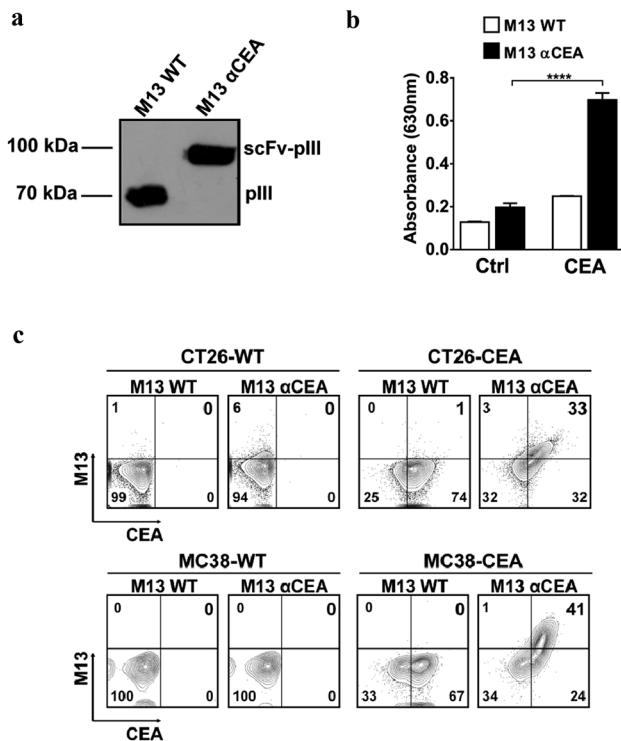 a
M13 WT
M13 αCEA
100 kDa
scFv-pIII
70 kDa
pIII
b
M13 WT
M13 αCEA
****
Absorbance (630nm)
0.8
0.6
0.4
0.2
0.0
Ctrl
CEA
c
CT26-WT
CT26-CEA
M13 WT
M13 αCEA
M13 WT
M13 αCEA
1 0
6 0
0 1
3 33
99 0
94 0
25 74
32 32
M13
CEA
MC38-WT
MC38-CEA
M13 WT
M13 αCEA
M13 WT
M13 αCEA
0 0
0 0
0 0
1 41
100 0
100 0
33 67
34 24
M13
CEA